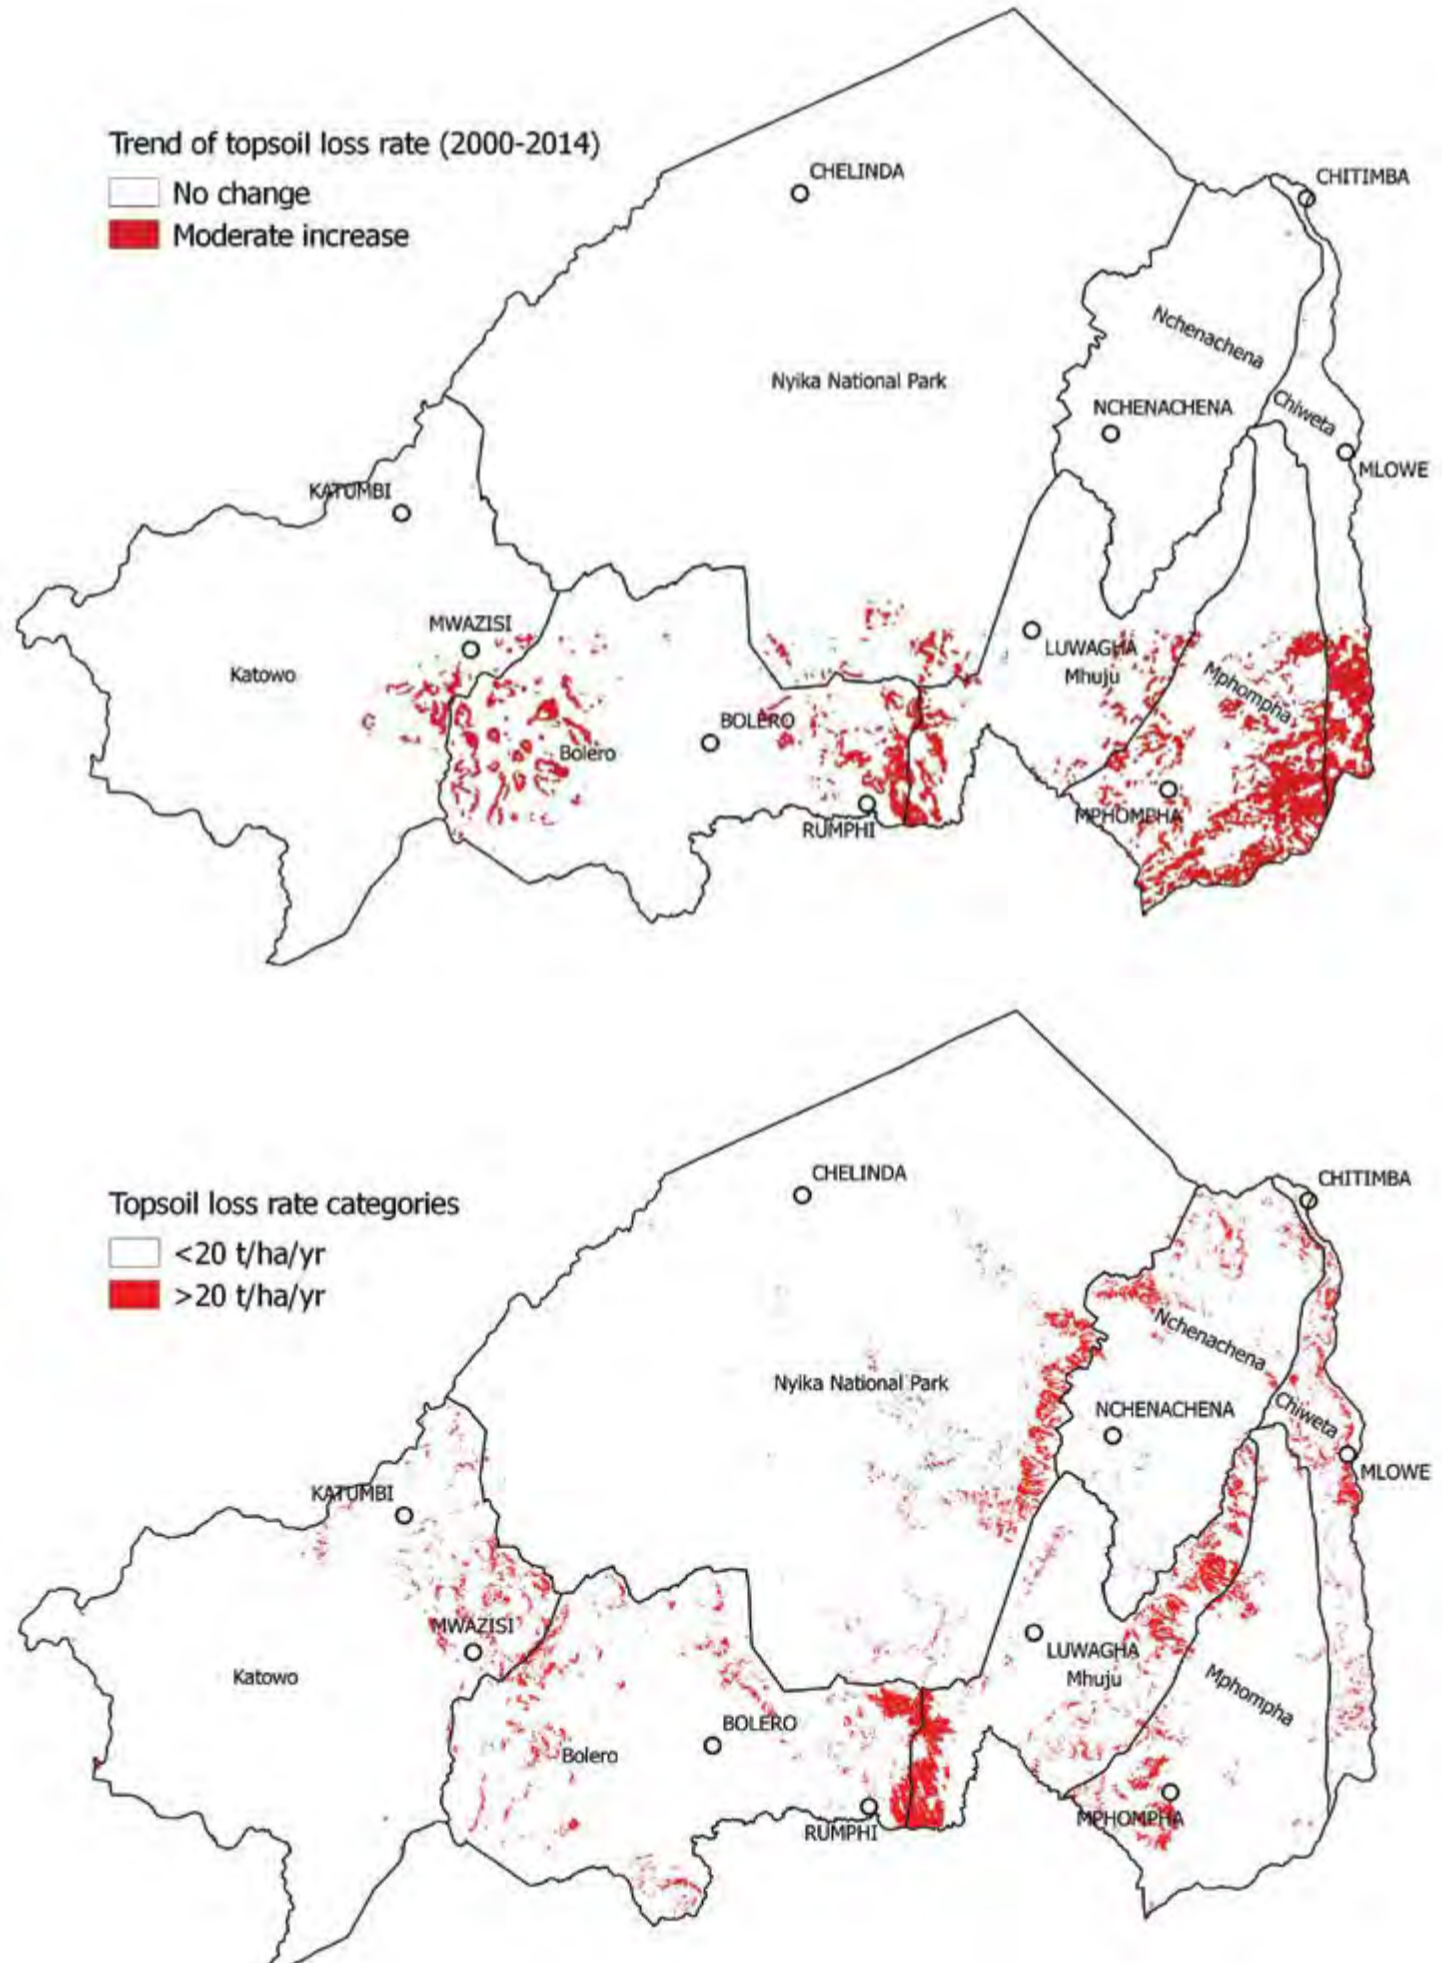 Trend of topsoil loss rate (2000-2014)
No change
Moderate increase
CHELINDA
CHITIMBA
Nchenachena
Nyika National Park
NCHENACHENA
Chiweta
MLOWE
KATUMBI
MWAZISI
Katowo
LUWAGHA
Mhuju
Mphompha
BOLERO
Bolero
MPHOMPHA
RUMPHI
CHELINDA
CHITIMBA
Topsoil loss rate categories
<20 t/ha/yr
>20 t/ha/yr
Nchenachena
Nyika National Park
NCHENACHENA
Chiweta
MLOWE
KATUMBI
MWAZISI
Katowo
LUWAGHA
Mhuju
Mphompha
BOLERO
Bolero
MPHOMPHA
RUMPHI